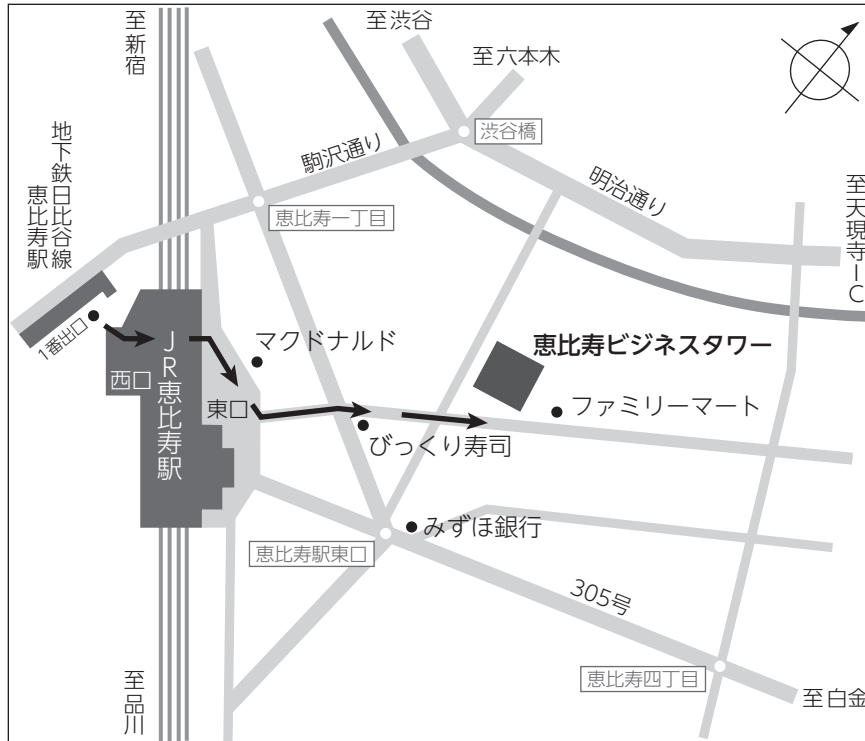 至新宿
至渋谷
至六本木
渋谷橋
駒沢通り
明治通り
至天現寺IC
地下鉄日比谷線
恵比寿駅
恵比寿一丁目
1番出口
マクドナルド
恵比寿ビジネスタワー
JR恵比寿駅
西口
東口
ファミリーマート
びっくり寿司
みずほ銀行
恵比寿駅東口
305号
恵比寿四丁目
至品川
至白金